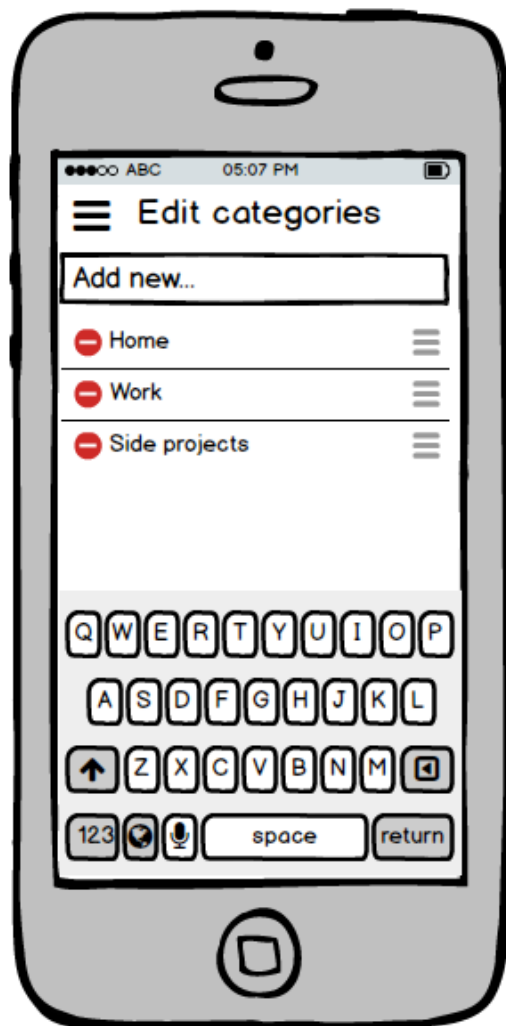 ABC 05:07 PM
Edit categories
Add new...
Home
Work
Side projects
Q W E R T Y U I O P
A S D F G H J K L
Z X C V B N M
123 space return